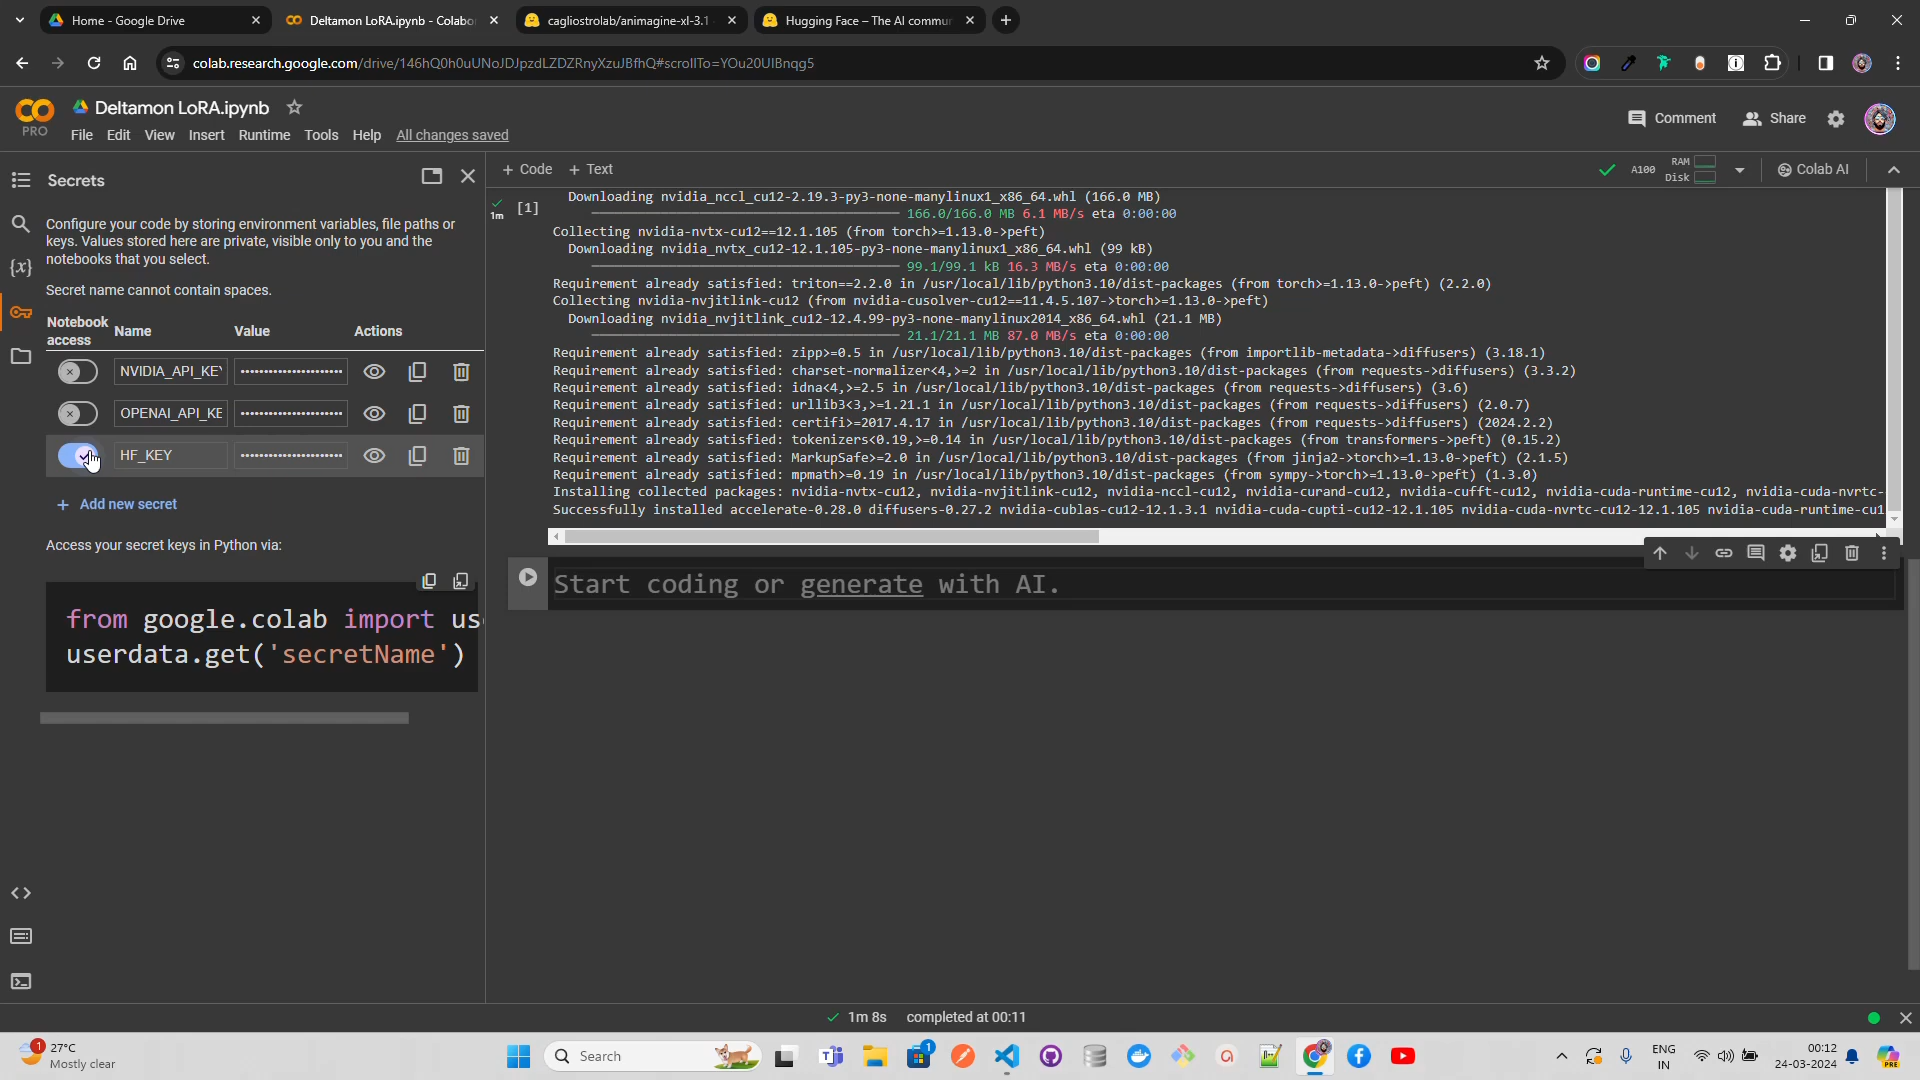 Home - Google Drive
Deltamon LoRA.ipynb - Colabo
cagliostrolab/animagine-xl-3.1
Hugging Face – The AI commun
colab.research.google.com/drive/146hQ0h0uUNoJDJpzdLZDZRnyXzuJBfhQ#scrollTo=YOu20UIBnqg5
PRO
Deltamon LoRA.ipynb
File Edit View Insert Runtime Tools Help All changes saved
Comment Share
Secrets
+ Code + Text
A100 RAM Disk Colab AI
Configure your code by storing environment variables, file paths or
keys. Values stored here are private, visible only to you and the
notebooks that you select.
Secret name cannot contain spaces.
Notebook access Name Value Actions
NVIDIA_API_KEY
OPENAI_API_KE
HF_KEY
+ Add new secret
Access your secret keys in Python via:
from google.colab import us
userdata.get('secretName')
1m
[1]
Downloading nvidia_nccl_cu12-2.19.3-py3-none-manylinux1_x86_64.whl (166.0 MB)
166.0/166.0 MB 6.1 MB/s eta 0:00:00
Collecting nvidia-nvtx-cu12==12.1.105 (from torch>=1.13.0->peft)
Downloading nvidia_nvtx_cu12-12.1.105-py3-none-manylinux1_x86_64.whl (99 kB)
99.1/99.1 kB 16.3 MB/s eta 0:00:00
Requirement already satisfied: triton==2.2.0 in /usr/local/lib/python3.10/dist-packages (from torch>=1.13.0->peft) (2.2.0)
Collecting nvidia-nvjitlink-cu12 (from nvidia-cusolver-cu12==11.4.5.107->torch>=1.13.0->peft)
Downloading nvidia_nvjitlink_cu12-12.4.99-py3-none-manylinux2014_x86_64.whl (21.1 MB)
21.1/21.1 MB 87.0 MB/s eta 0:00:00
Requirement already satisfied: zipp>=0.5 in /usr/local/lib/python3.10/dist-packages (from importlib-metadata->diffusers) (3.18.1)
Requirement already satisfied: charset-normalizer<4,>=2 in /usr/local/lib/python3.10/dist-packages (from requests->diffusers) (3.3.2)
Requirement already satisfied: idna<4,>=2.5 in /usr/local/lib/python3.10/dist-packages (from requests->diffusers) (3.6)
Requirement already satisfied: urllib3<3,>=1.21.1 in /usr/local/lib/python3.10/dist-packages (from requests->diffusers) (2.0.7)
Requirement already satisfied: certifi>=2017.4.17 in /usr/local/lib/python3.10/dist-packages (from requests->diffusers) (2024.2.2)
Requirement already satisfied: tokenizers<0.19,>=0.14 in /usr/local/lib/python3.10/dist-packages (from transformers->peft) (0.15.2)
Requirement already satisfied: MarkupSafe>=2.0 in /usr/local/lib/python3.10/dist-packages (from jinja2->torch>=1.13.0->peft) (2.1.5)
Requirement already satisfied: mpmath>=0.19 in /usr/local/lib/python3.10/dist-packages (from sympy->torch>=1.13.0->peft) (1.3.0)
Installing collected packages: nvidia-nvtx-cu12, nvidia-nvjitlink-cu12, nvidia-nccl-cu12, nvidia-curand-cu12, nvidia-cufft-cu12, nvidia-cuda-runtime-cu12, nvidia-cuda-nvrtc-
Successfully installed accelerate-0.28.0 diffusers-0.27.2 nvidia-cublas-cu12-12.1.3.1 nvidia-cuda-cupti-cu12-12.1.105 nvidia-cuda-nvrtc-cu12-12.1.105 nvidia-cuda-runtime-cu1
Start coding or generate with AI.
1m 8s completed at 00:11
1
27°C
Mostly clear
Search
1
ENG
IN
00:12
24-03-2024
PRE